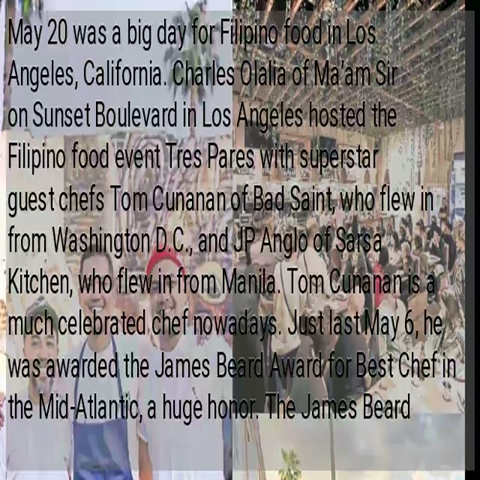 May 20 was a big day for Filipino food in Los
Angeles, California. Charles Olalia of Ma'am Sir
on Sunset Boulevard in Los Angeles hosted the
Filipino food event Tres Pares with superstar
guest chefs Tom Cunanan of Bad Saint, who flew in
from Washington D.C., and JP Anglo of Sarsa
Kitchen, who flew in from Manila. Tom Cunanan is a
much celebrated chef nowadays. Just last May 6, he
was awarded the James Beard Award for Best Chef in
the Mid-Atlantic, a huge honor. The James Beard